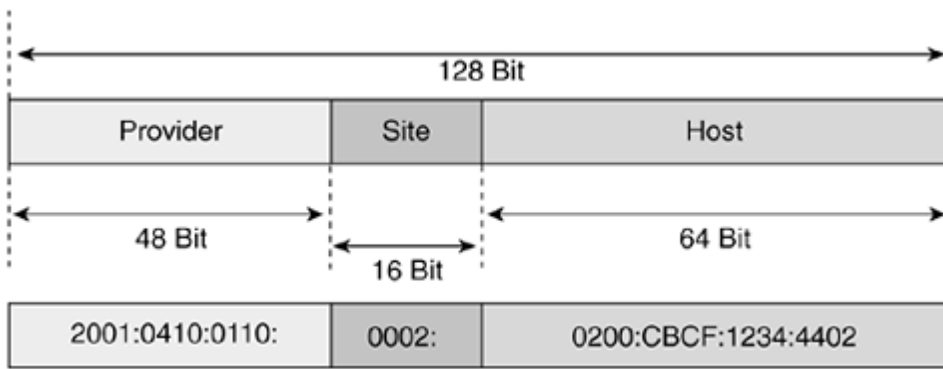 128 Bit
Provider Site Host
48 Bit 64 Bit
16 Bit
2001:0410:0110: 0002: 0200:CBCF:1234:4402